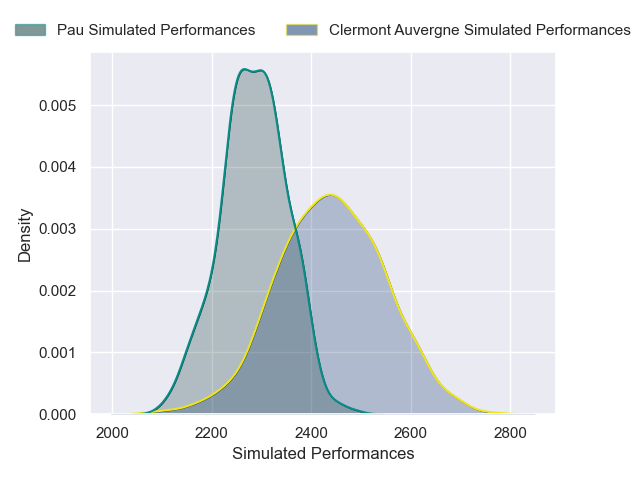 Pau Simulated Performances
Clermont Auvergne Simulated Performances
0.005
0.004
0.003
0.002
0.001
0.000
Density
2000
2200
2400
2600
2800
Simulated Performances